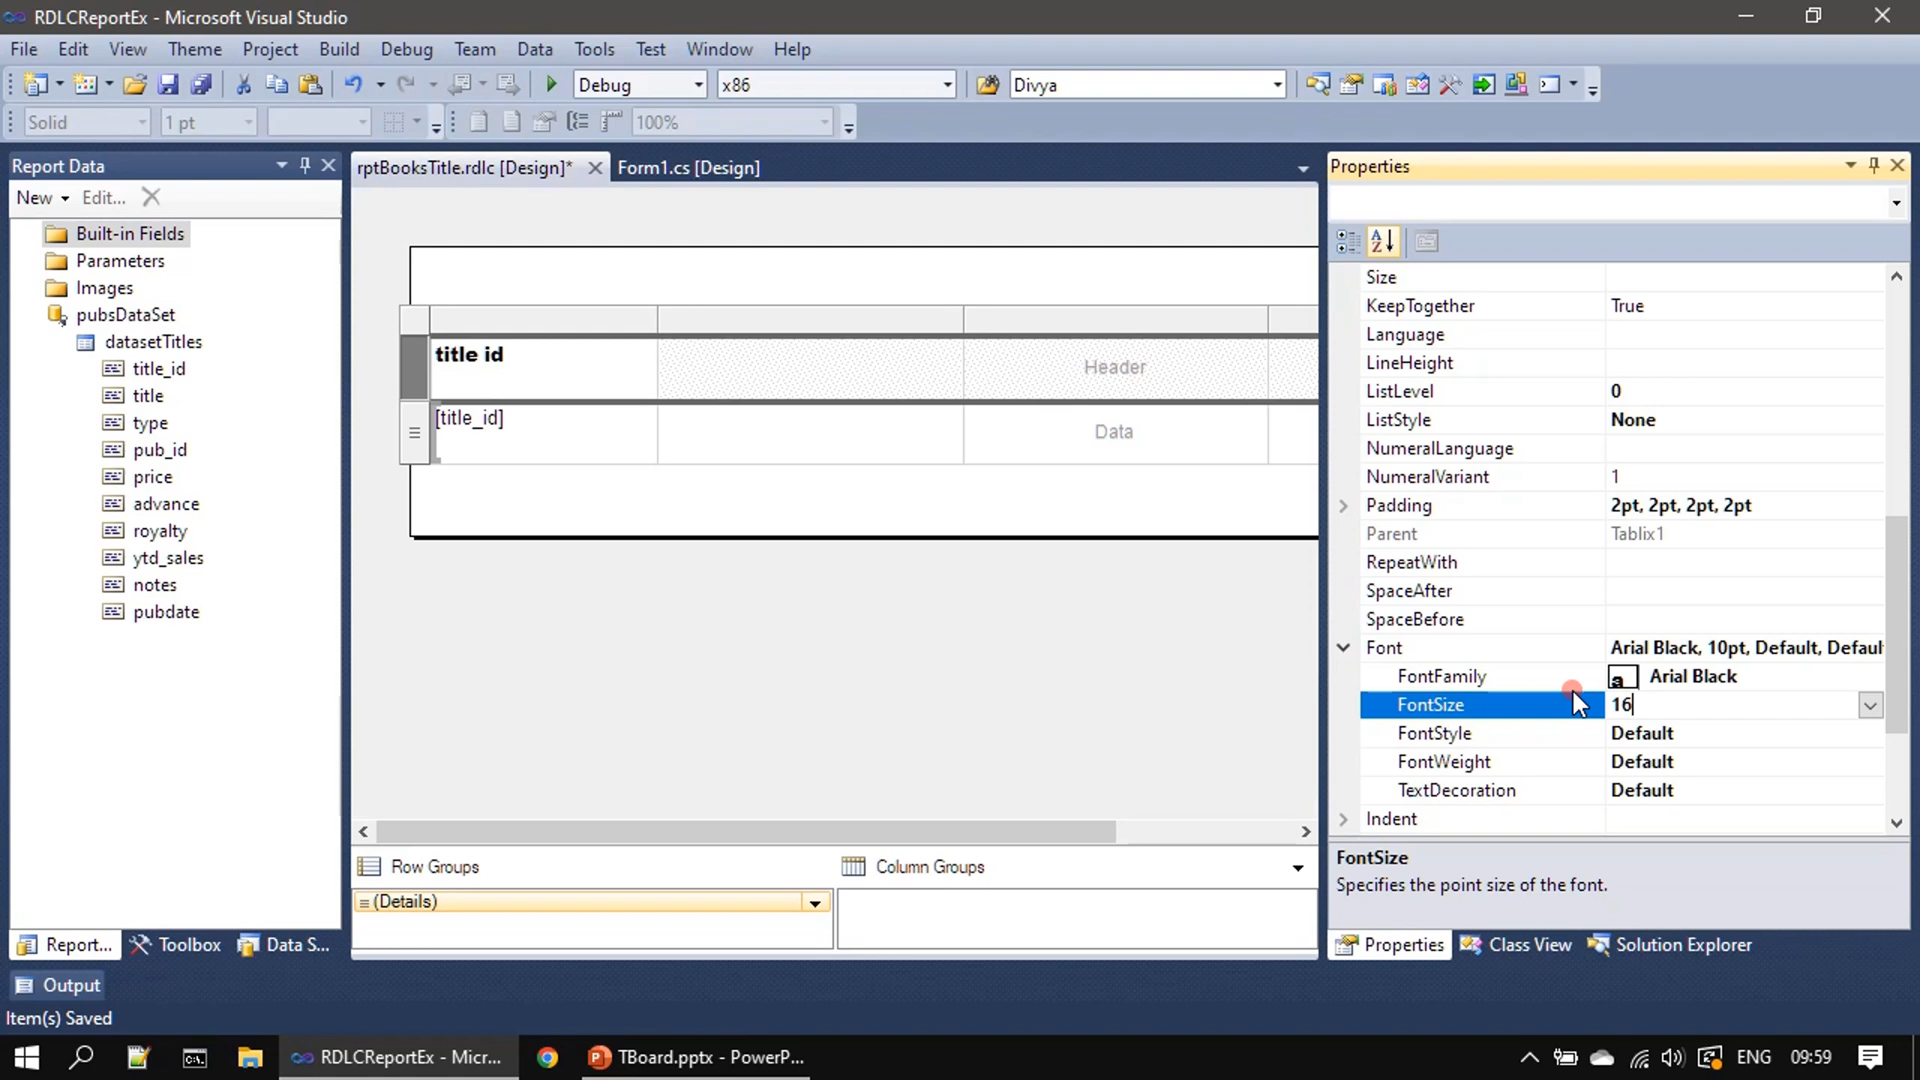 RDLCReportEx - Microsoft Visual Studio
File Edit View Theme Project Build Debug Team Data Tools Test Window Help
Debug x86 Divya
Solid 1 pt 100%
Report Data
New Edit...
Built-in Fields
Parameters
Images
pubsDataSet
datasetTitles
title_id
title
type
pub_id
price
advance
royalty
ytd_sales
notes
pubdate
Report... Toolbox Data S...
rptBooksTitle.rdlc [Design]* Form1.cs [Design]
title id Header
[title_id] Data
Row Groups Column Groups
(Details)
Properties
Size
KeepTogether True
Language
LineHeight
ListLevel 0
ListStyle None
NumeralLanguage
NumeralVariant 1
Padding 2pt, 2pt, 2pt, 2pt
Parent Tablix1
RepeatWith
SpaceAfter
SpaceBefore
Font Arial Black, 10pt, Default, Defaul
FontFamily a Arial Black
FontSize 16
FontStyle Default
FontWeight Default
TextDecoration Default
Indent
FontSize
Specifies the point size of the font.
Properties Class View Solution Explorer
Output
Item(s) Saved
RDLCReportEx - Micr... TBoard.pptx - PowerP... ENG 09:59